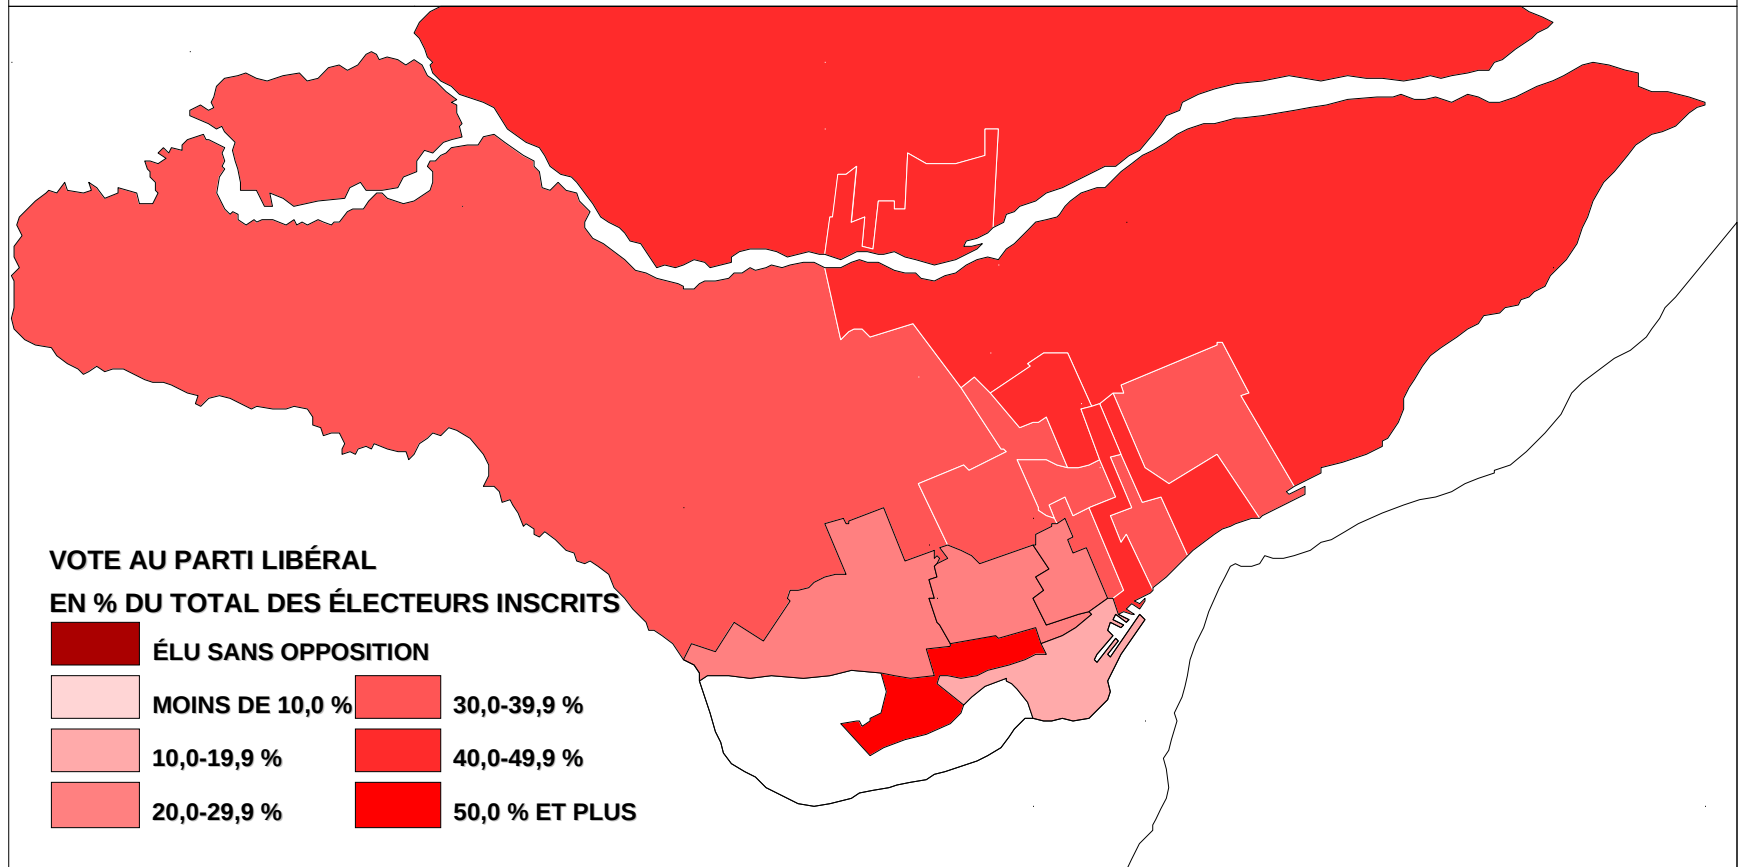 VOTE AU PARTI LIBÉRAL
EN % DU TOTAL DES ÉLECTEURS INSCRITS
ÉLU SANS OPPOSITION
MOINS DE 10,0 %
30,0-39,9 %
10,0-19,9 %
40,0-49,9 %
20,0-29,9 %
50,0 % ET PLUS